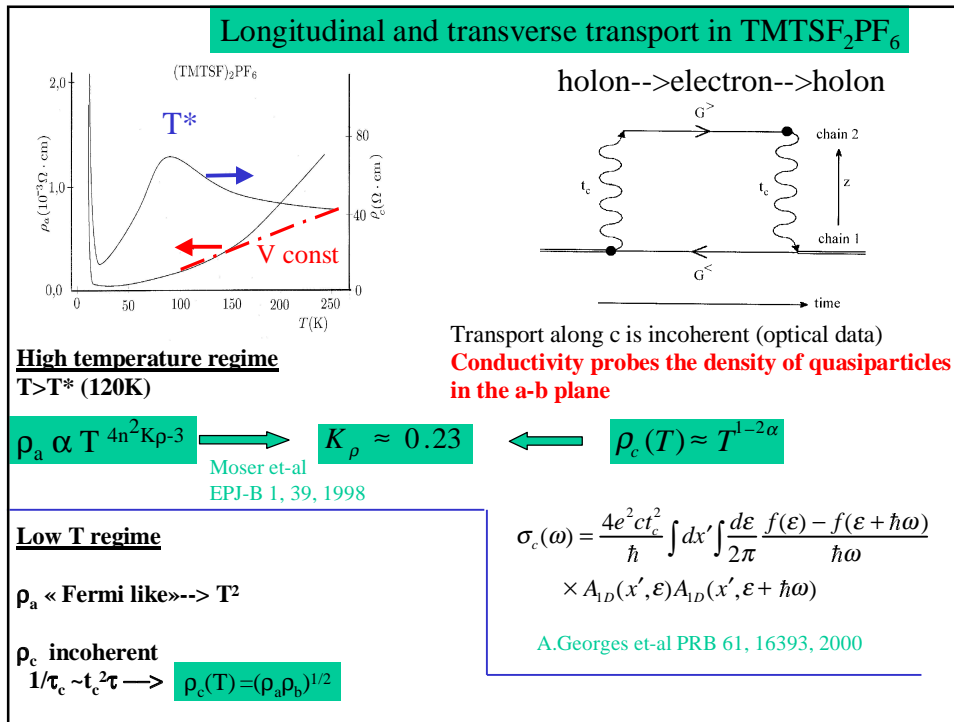 Longitudinal and transverse transport in TMTSF₂PF₆
(TMTSF)₂PF₆
2,0
1,0
0,0
ρₐ(10⁻³Ω · cm)
T*
80
40
0
ρc(Ω · cm)
V const
0 50 100 150 200 250
T(K)
holon-->electron-->holon
G>
chain 2
tc
tc
z
chain 1
G<
time
Transport along c is incoherent (optical data)
Conductivity probes the density of quasiparticles
in the a-b plane
High temperature regime
T>T* (120K)
ρₐ α T 4n²Kρ-3
Kρ ≈ 0.23
ρc(T) ≈ T^{1−2α}
Moser et-al
EPJ-B 1, 39, 1998
Low T regime
ρₐ « Fermi like»--> T²
ρc incoherent
1/τc ~tc²τ —> ρc(T) =(ρₐρb)^{1/2}
σc(ω) = \frac{4e²ctc²}{ħ} ∫ dx′ ∫ \frac{dε}{2π} \frac{f(ε) − f(ε + ħω)}{ħω}
× A₁D(x′, ε)A₁D(x′, ε + ħω)
A.Georges et-al PRB 61, 16393, 2000